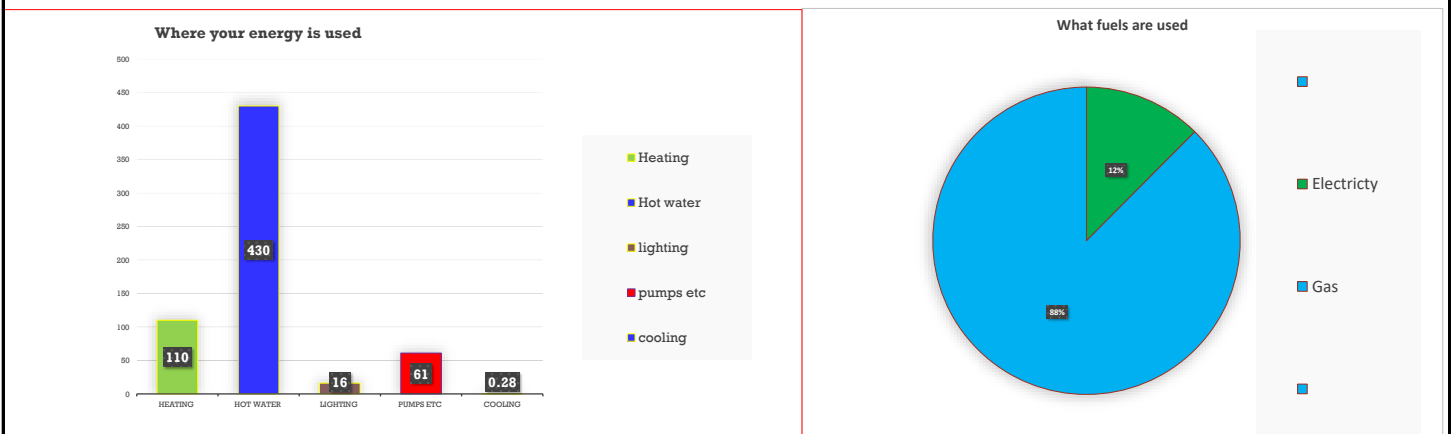 Where your energy is used
500
450
400
350
300
250
200
150
100
50
0
110
430
16
61
0.28
HEATING
HOT WATER
LIGHTING
PUMPS ETC
COOLING
Heating
Hot water
lighting
pumps etc
cooling
What fuels are used
12%
88%
Electricty
Gas